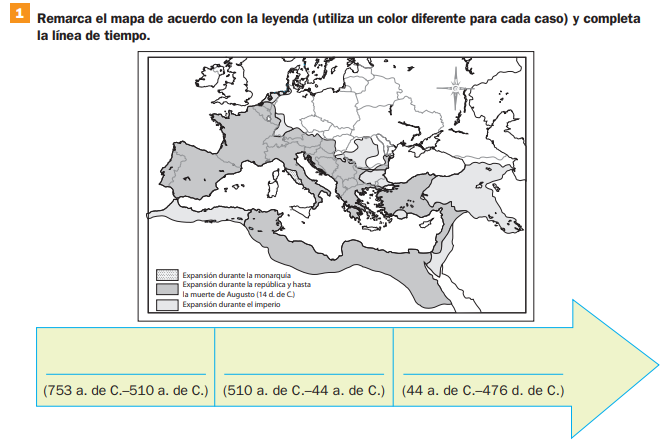 1 Remarca el mapa de acuerdo con la leyenda (utiliza un color diferente para cada caso) y completa
la línea de tiempo.
Expansión durante la monarquía
Expansión durante la república y hasta
la muerte de Augusto (14 d. de C.)
Expansión durante el imperio
(753 a. de C.–510 a. de C.) (510 a. de C.–44 a. de C.) (44 a. de C.–476 d. de C.)